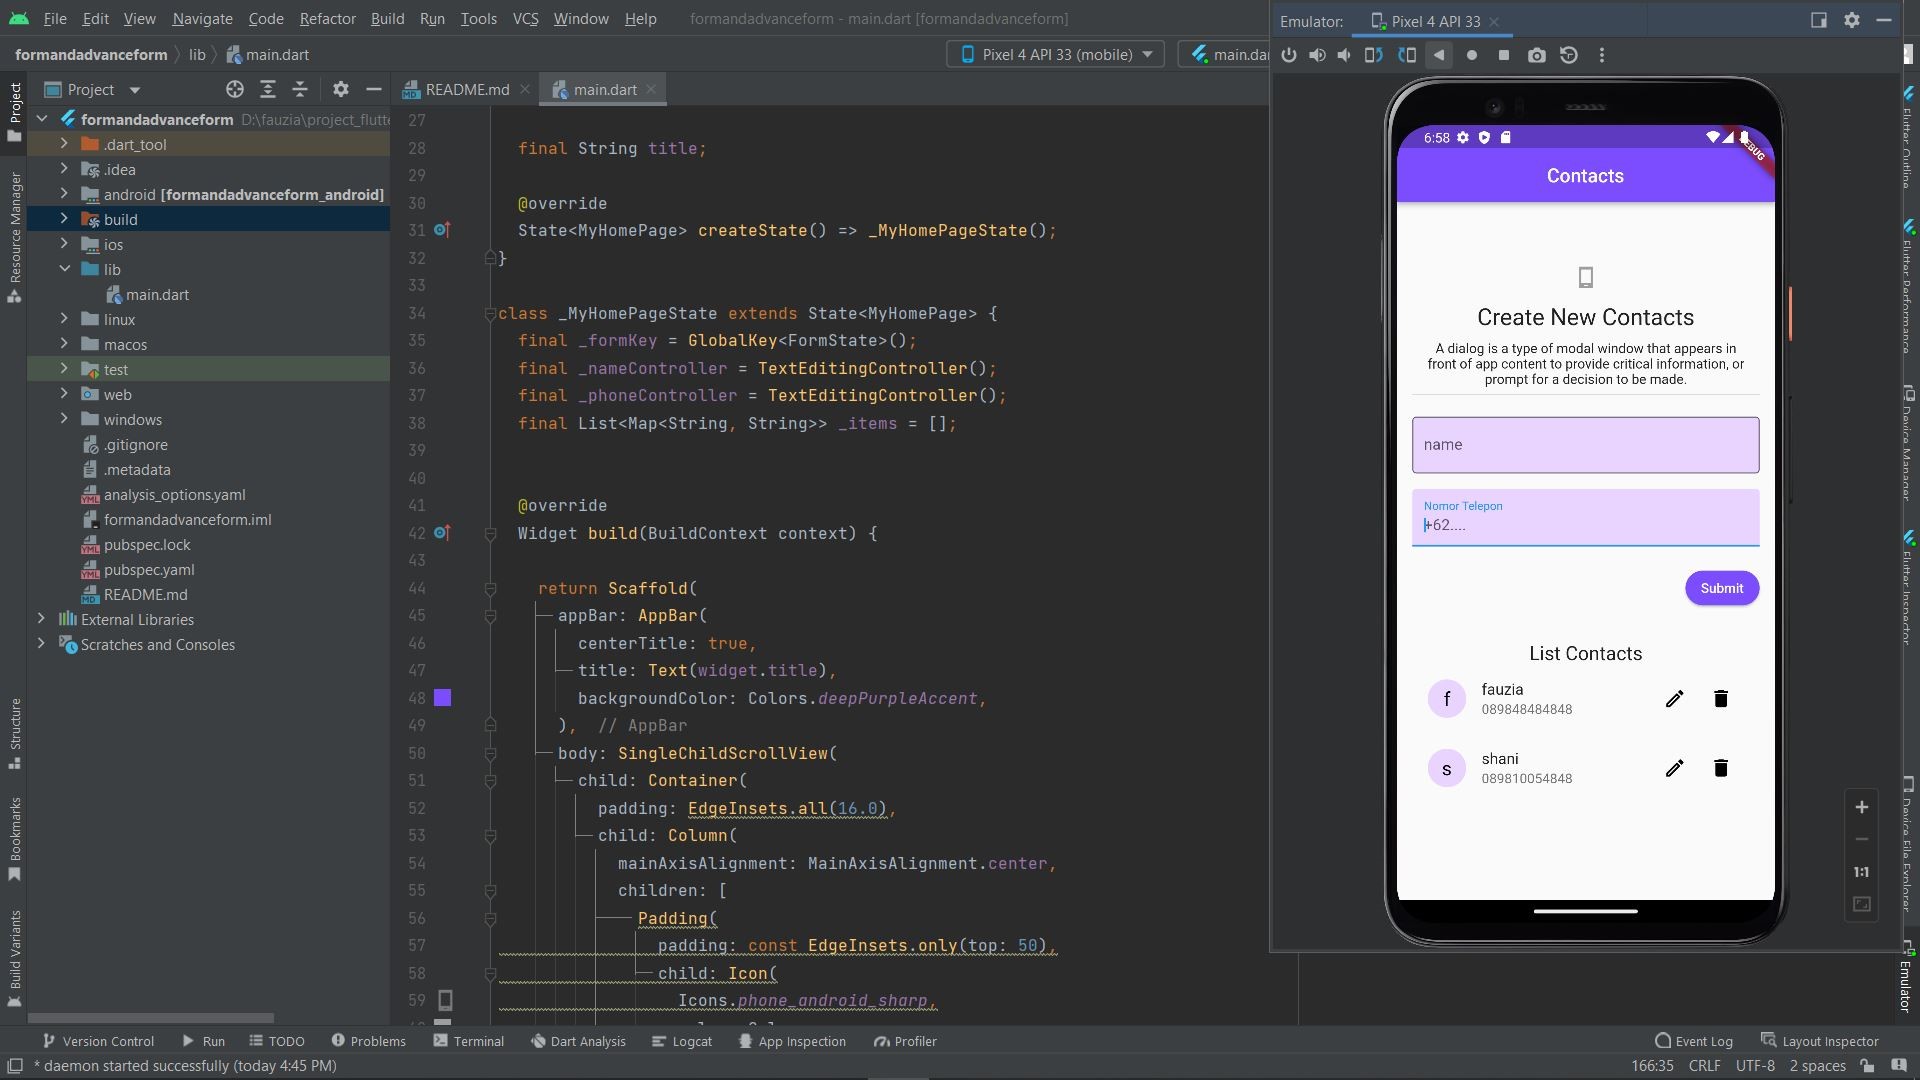 File Edit View Navigate Code Refactor Build Run Tools VCS Window Help formandadvanceform - main.dart [formandadvanceform]
formandadvanceform lib main.dart
Pixel 4 API 33 (mobile) main.da
Project
README.md
main.dart
Project
Resource Manager
Structure
Bookmarks
Build Variants
formandadvanceform D:\fauzia\project_flutte
.dart_tool
.idea
android [formandadvanceform_android]
build
ios
lib
main.dart
linux
macos
test
web
windows
.gitignore
.metadata
analysis_options.yaml
formandadvanceform.iml
pubspec.lock
pubspec.yaml
README.md
External Libraries
Scratches and Consoles
27
28 final String title;
29
30 @override
31 State<MyHomePage> createState() => _MyHomePageState();
32 }
33
34 class _MyHomePageState extends State<MyHomePage> {
35 final _formKey = GlobalKey<FormState>();
36 final _nameController = TextEditingController();
37 final _phoneController = TextEditingController();
38 final List<Map<String, String>> _items = [];
39
40
41 @override
42 Widget build(BuildContext context) {
43
44 return Scaffold(
45 appBar: AppBar(
46 centerTitle: true,
47 title: Text(widget.title),
48 backgroundColor: Colors.deepPurpleAccent,
49 ), // AppBar
50 body: SingleChildScrollView(
51 child: Container(
52 padding: EdgeInsets.all(16.0),
53 child: Column(
54 mainAxisAlignment: MainAxisAlignment.center,
55 children: [
56 Padding(
57 padding: const EdgeInsets.only(top: 50),
58 child: Icon(
59 Icons.phone_android_sharp,
Emulator: Pixel 4 API 33
6:58
DEBUG
Contacts
Create New Contacts
A dialog is a type of modal window that appears in
front of app content to provide critical information, or
prompt for a decision to be made.
name
Nomor Telepon
+62....
Submit
List Contacts
f
fauzia
089848484848
s
shani
089810054848
1:1
Flutter Outline
Flutter Performance
Device Manager
Flutter Inspector
Device File Explorer
Emulator
Version Control Run TODO Problems Terminal Dart Analysis Logcat App Inspection Profiler Event Log Layout Inspector
* daemon started successfully (today 4:45 PM) 166:35 CRLF UTF-8 2 spaces